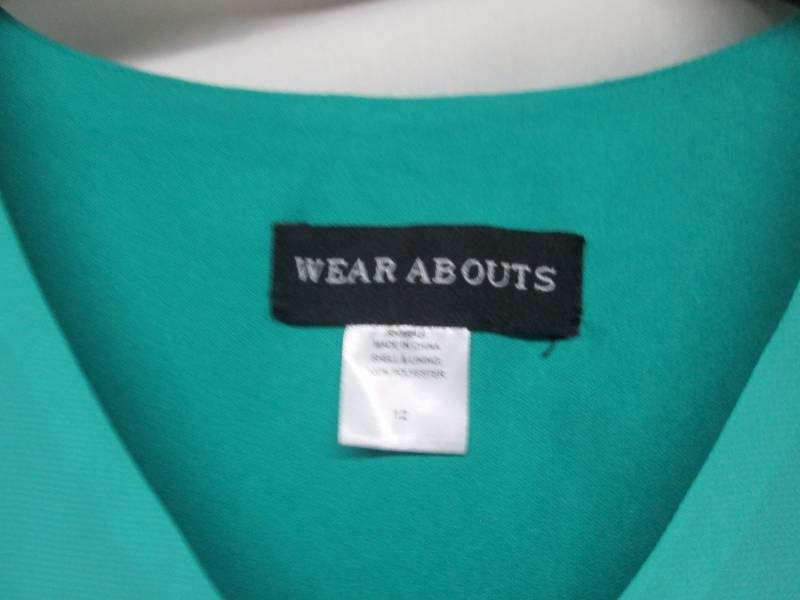 WEAR ABOUTS
MADE IN CHINA
SHELL & LINING
100% POLYESTER
12